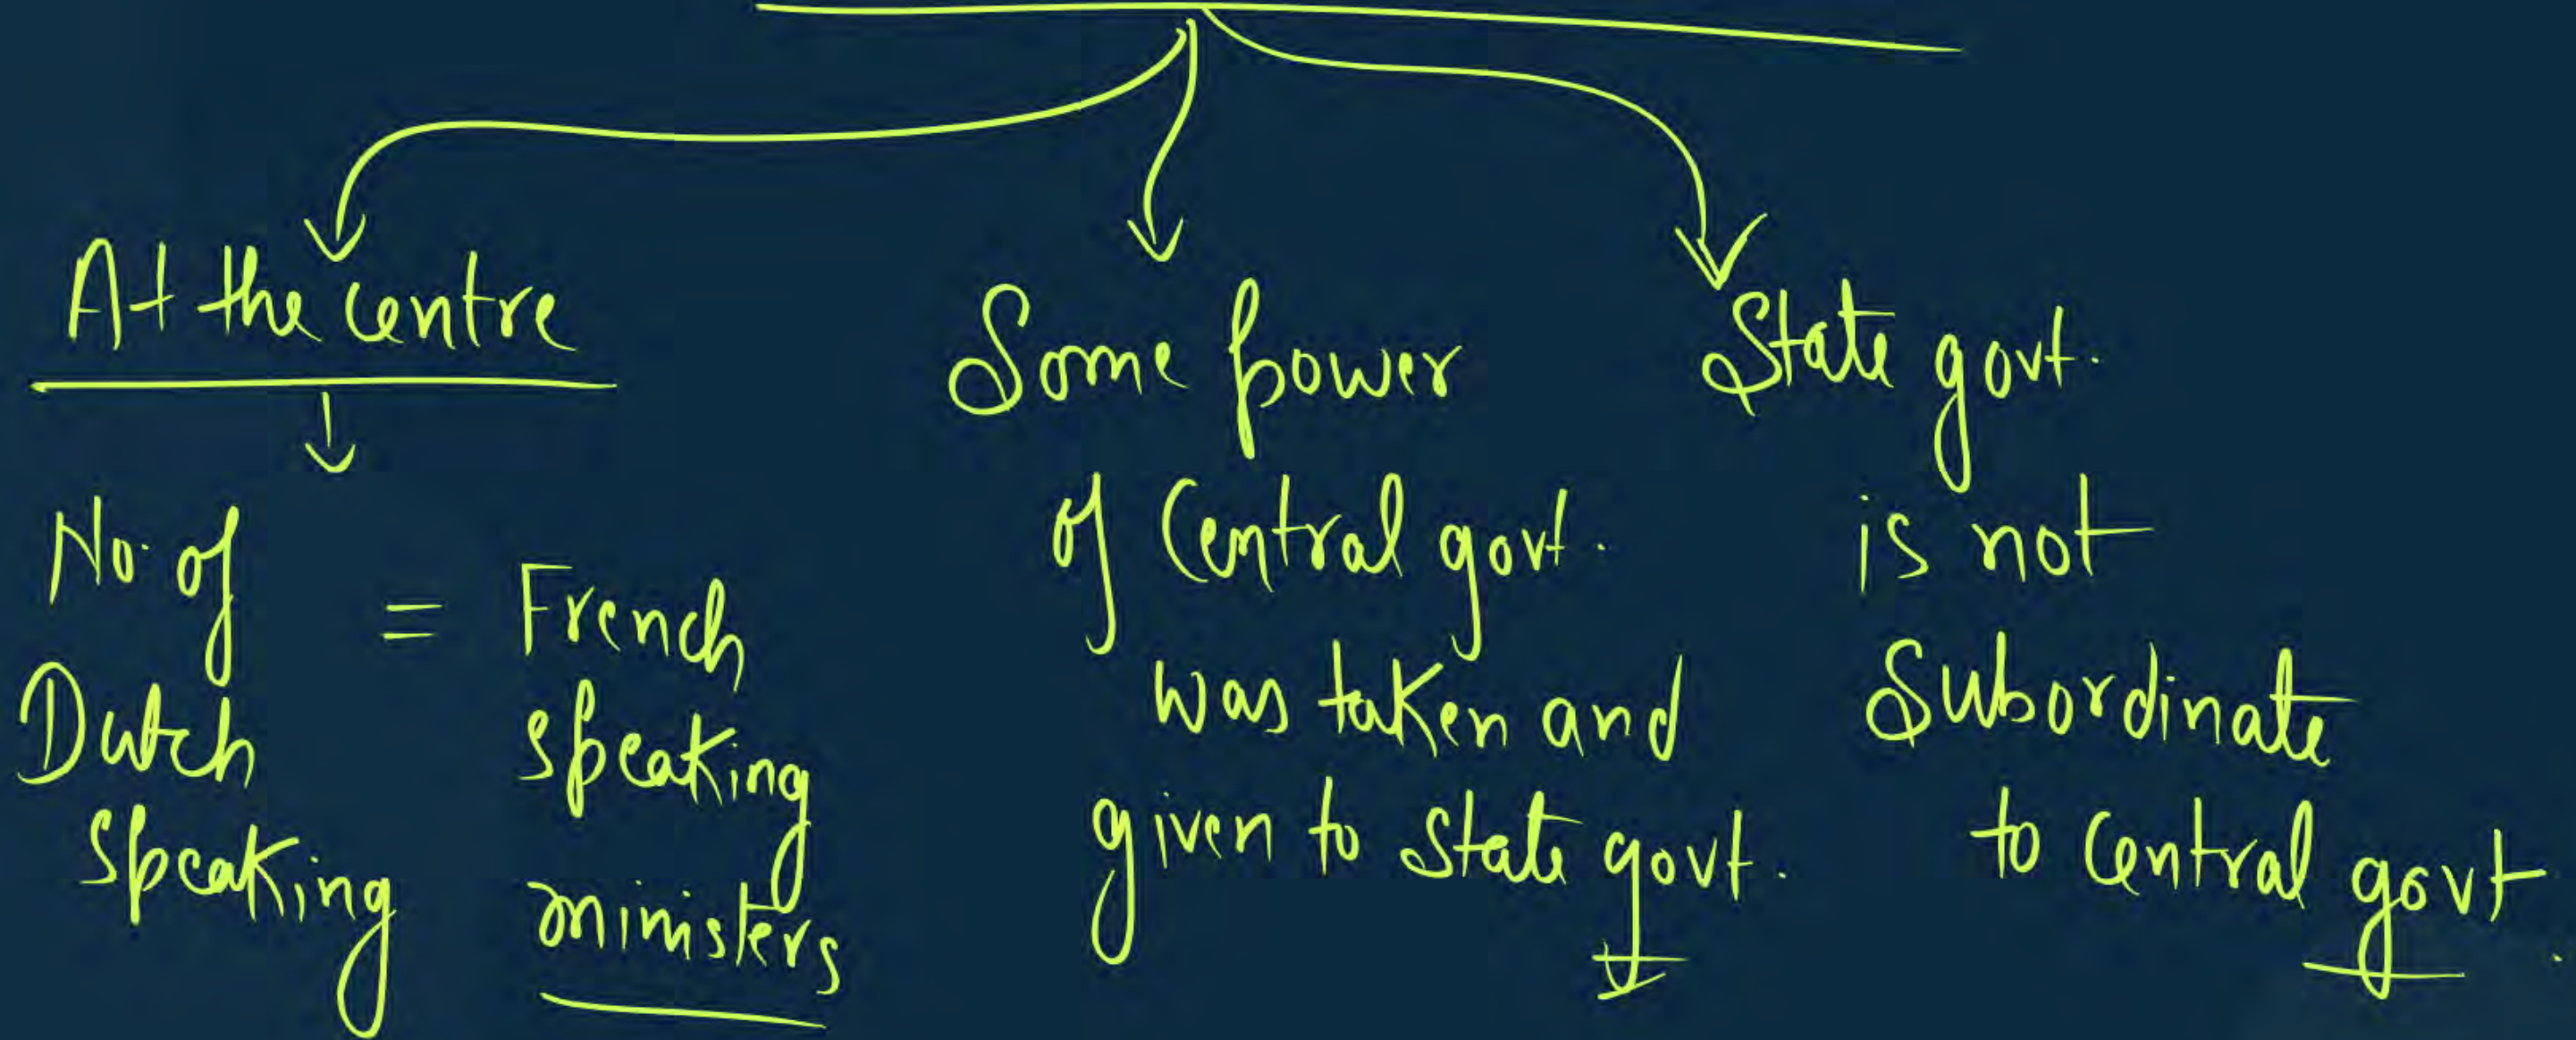 At the centre
No. of
Dutch
speaking
=
French
speaking
ministers
Some power
of Central govt.
was taken and
given to State govt.
State govt.
is not
Subordinate
to Central govt.